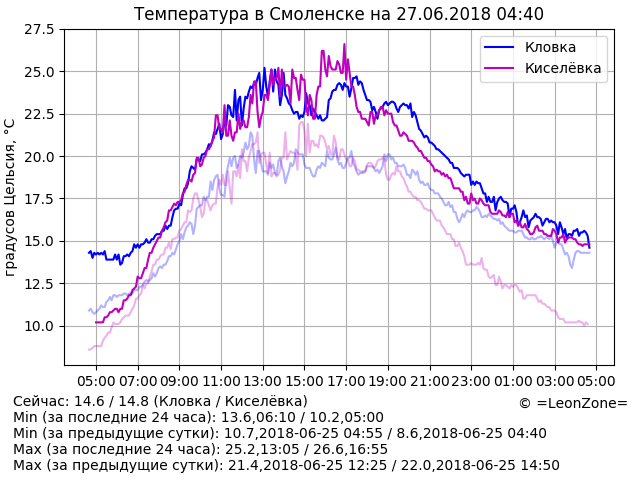 Температура в Смоленске на 27.06.2018 04:40
27.5
25.0
22.5
20.0
17.5
15.0
12.5
10.0
градусов Цельсия, °C
Кловка
Киселёвка
05:00 07:00 09:00 11:00 13:00 15:00 17:00 19:00 21:00 23:00 01:00 03:00 05:00
Сейчас: 14.6 / 14.8 (Кловка / Киселёвка)
© =LeonZone=
Min (за последние 24 часа): 13.6,06:10 / 10.2,05:00
Min (за предыдущие сутки): 10.7,2018-06-25 04:55 / 8.6,2018-06-25 04:40
Max (за последние 24 часа): 25.2,13:05 / 26.6,16:55
Max (за предыдущие сутки): 21.4,2018-06-25 12:25 / 22.0,2018-06-25 14:50